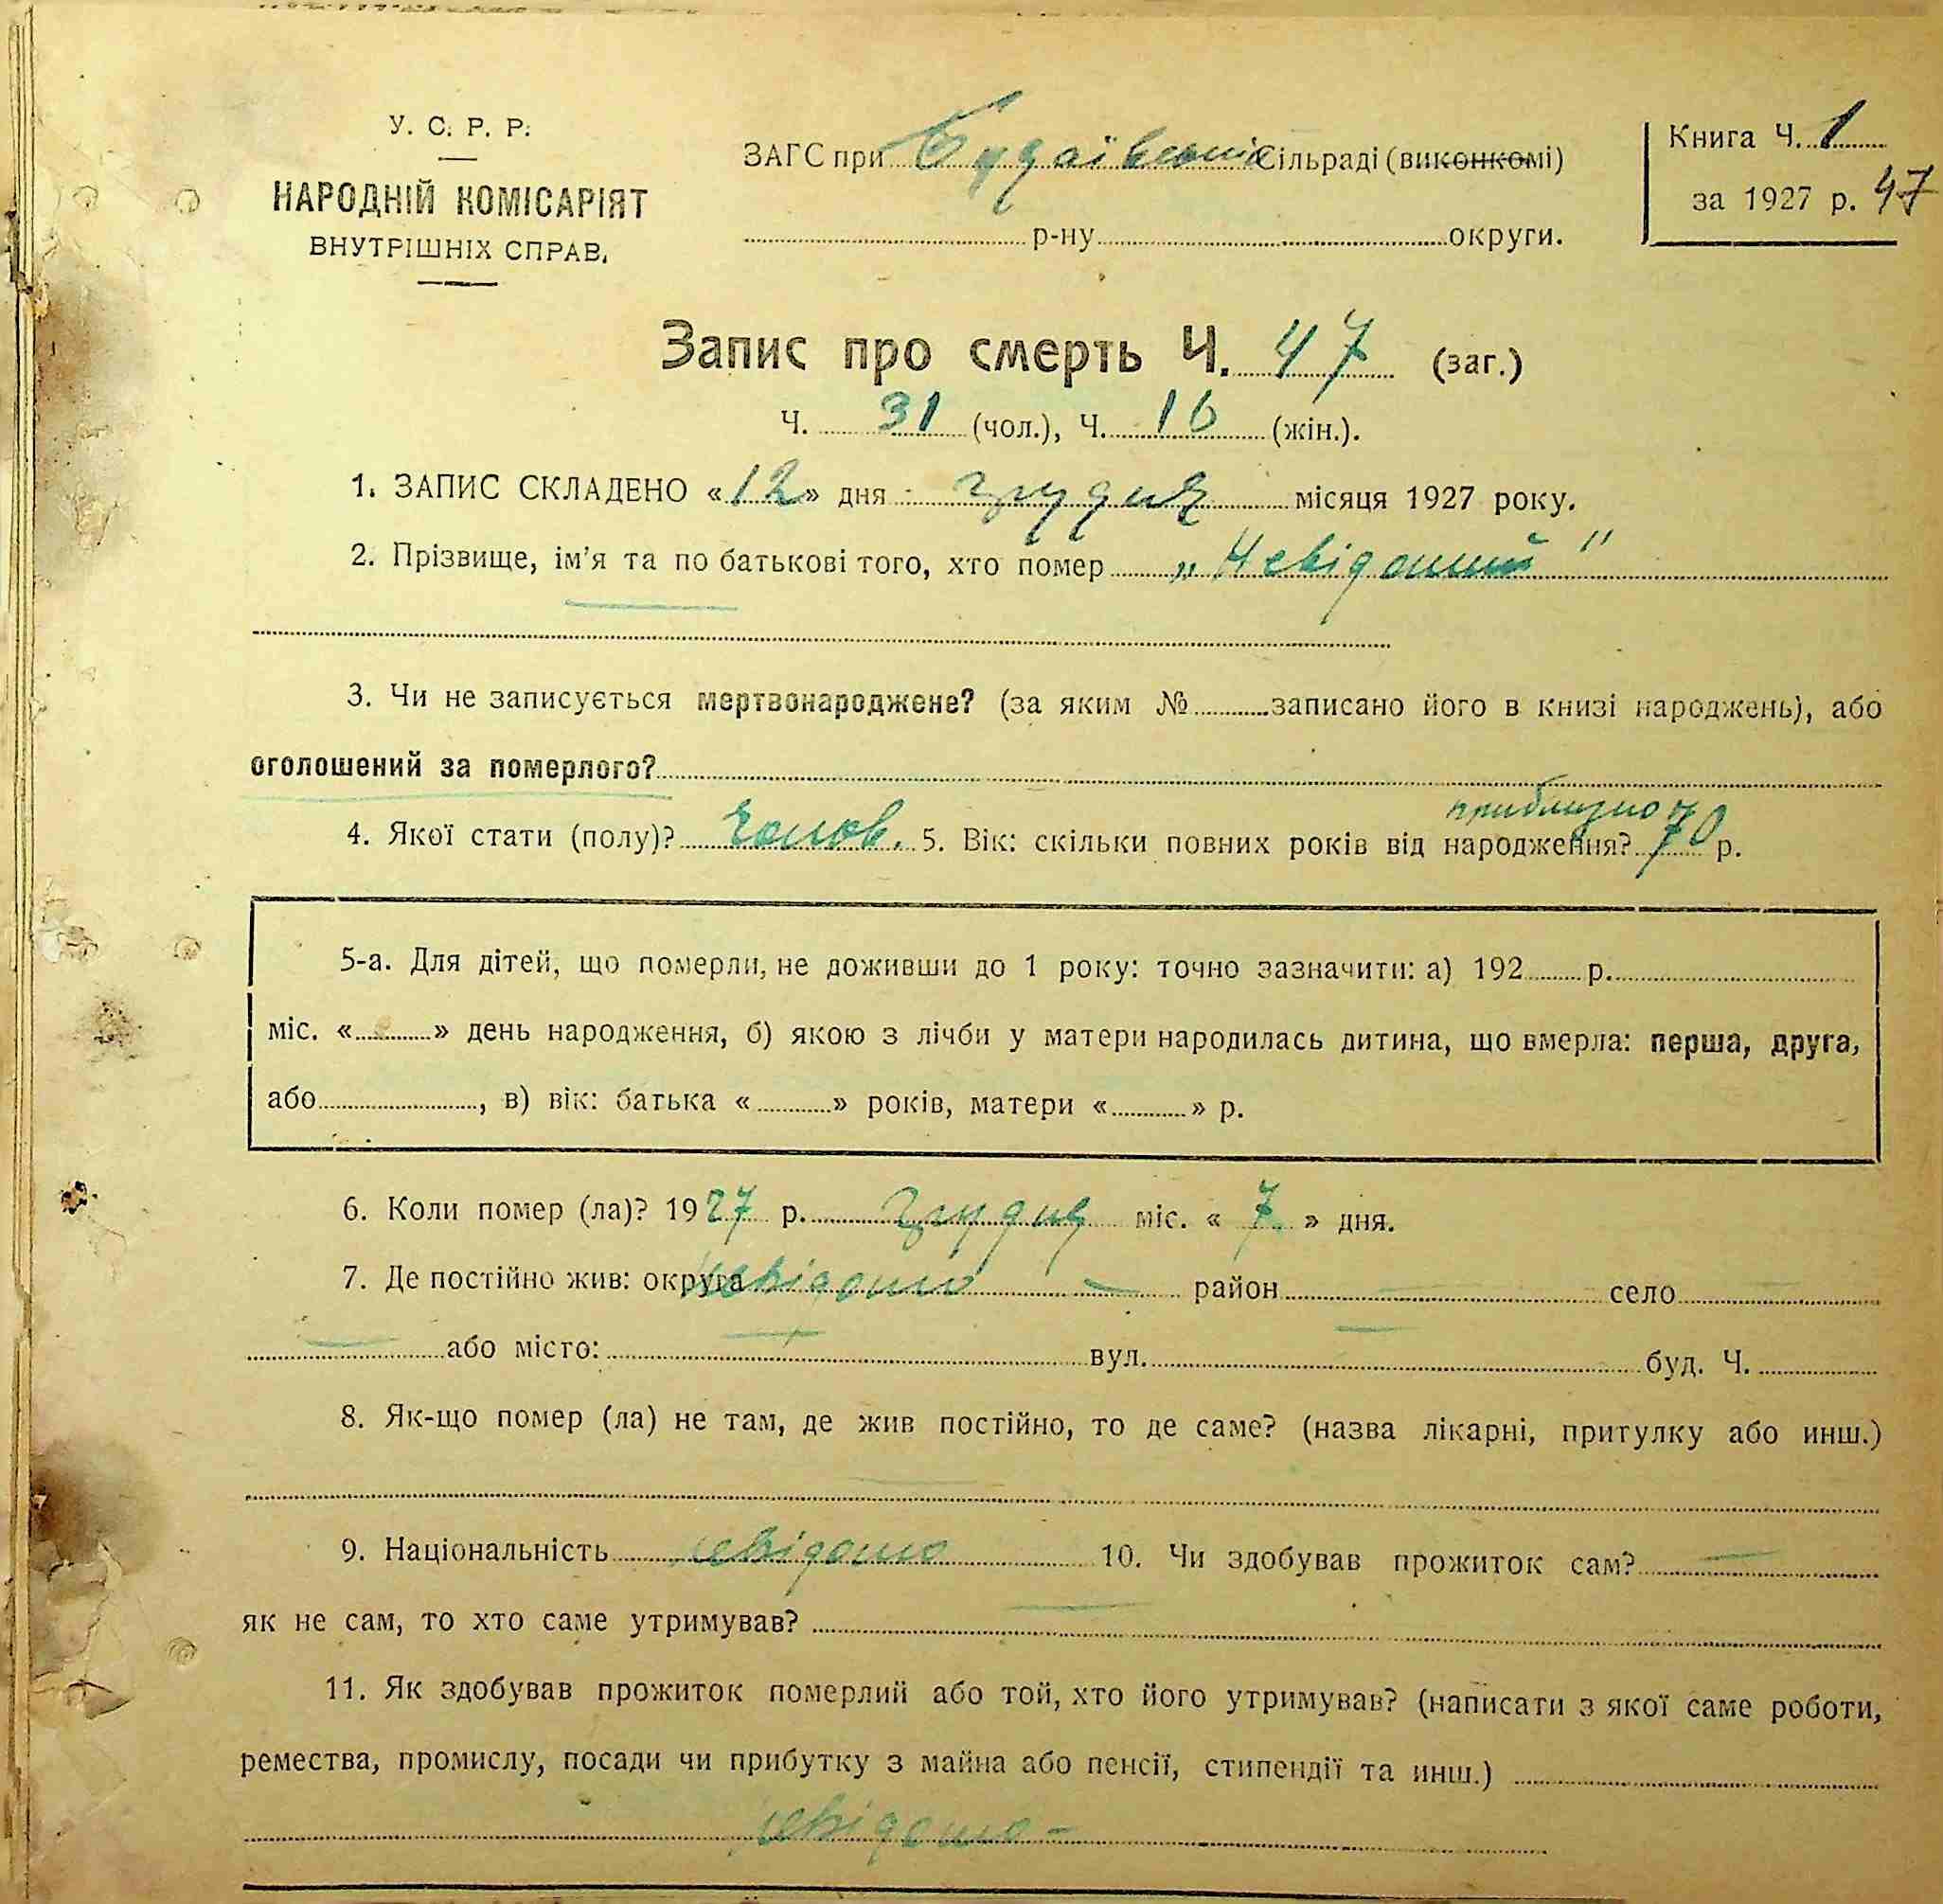 У. С. Р. Р.
НАРОДНІЙ КОМІСАРІЯТ
ВНУТРІШНІХ СПРАВ.
ЗАГС при Будаївській Сільраді (виконкомі)
р-ну округи.
Книга Ч. 1
за 1927 р. 47
Запис про смерть Ч. 47 (заг.)
Ч. 31 (чол.), Ч. 16 (жін.).
1. ЗАПИС СКЛАДЕНО «12» дня грудня місяця 1927 року.
2. Прізвище, ім’я та по батькові того, хто помер „Невідомий"
3. Чи не записується мертвонароджене? (за яким № записано його в книзі народжень), або
оголошений за померлого?
4. Якої стати (полу)? Чолов. 5. Вік: скільки повних років від народження? приблизно 70 р.
5-а. Для дітей, що померли, не доживши до 1 року: точно зазначити: а) 192 р.
міс. « » день народження, б) якою з лічби у матери народилась дитина, що вмерла: перша, друга,
або , в) вік: батька « » років, матери « » р.
6. Коли помер (ла)? 1927 р. грудня міс. «7» дня.
7. Де постійно жив: округа невідомо — район — село —
— або місто: — вул. — буд. Ч.
8. Як-що помер (ла) не там, де жив постійно, то де саме? (назва лікарні, притулку або инш.)
—
9. Національність невідомо 10. Чи здобував прожиток сам? —
як не сам, то хто саме утримував? —
11. Як здобував прожиток померлий або той, хто його утримував? (написати з якої саме роботи,
ремества, промислу, посади чи прибутку з майна або пенсії, стипендії та инш.)
невідомо -